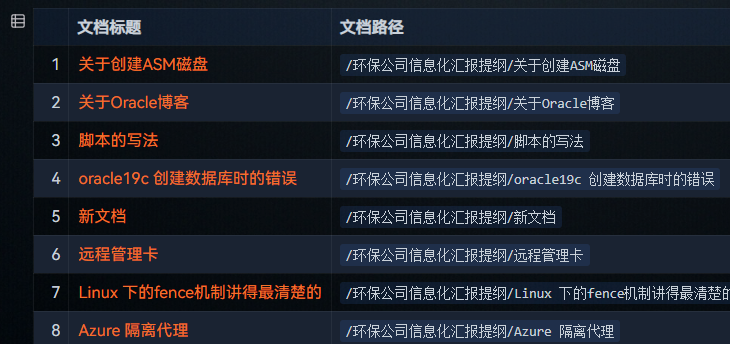 文档标题 文档路径
1 关于创建ASM磁盘 /环保公司信息化汇报提纲/关于创建ASM磁盘
2 关于Oracle博客 /环保公司信息化汇报提纲/关于Oracle博客
3 脚本的写法 /环保公司信息化汇报提纲/脚本的写法
4 oracle19c 创建数据库时的错误 /环保公司信息化汇报提纲/oracle19c 创建数据库时的错误
5 新文档 /环保公司信息化汇报提纲/新文档
6 远程管理卡 /环保公司信息化汇报提纲/远程管理卡
7 Linux 下的fence机制讲得最清楚的 /环保公司信息化汇报提纲/Linux 下的fence机制讲得最清楚的
8 Azure 隔离代理 /环保公司信息化汇报提纲/Azure 隔离代理